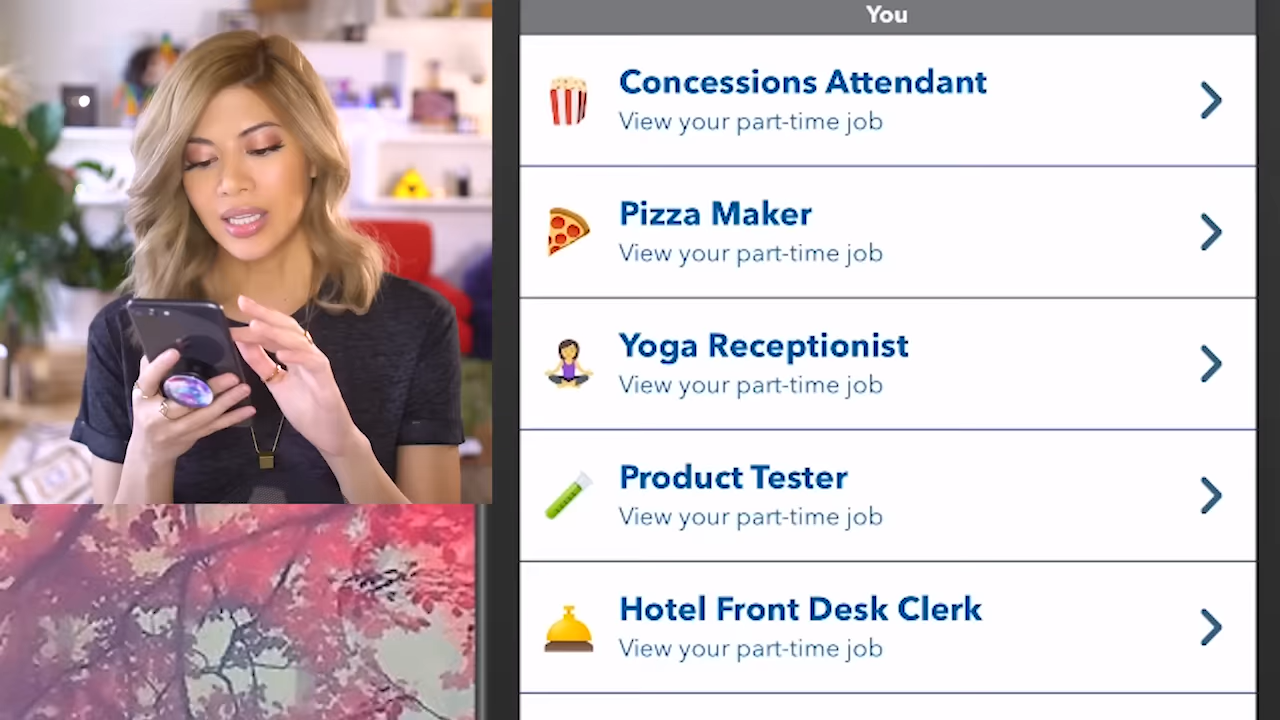 You
Concessions Attendant
View your part-time job
Pizza Maker
View your part-time job
Yoga Receptionist
View your part-time job
Product Tester
View your part-time job
Hotel Front Desk Clerk
View your part-time job